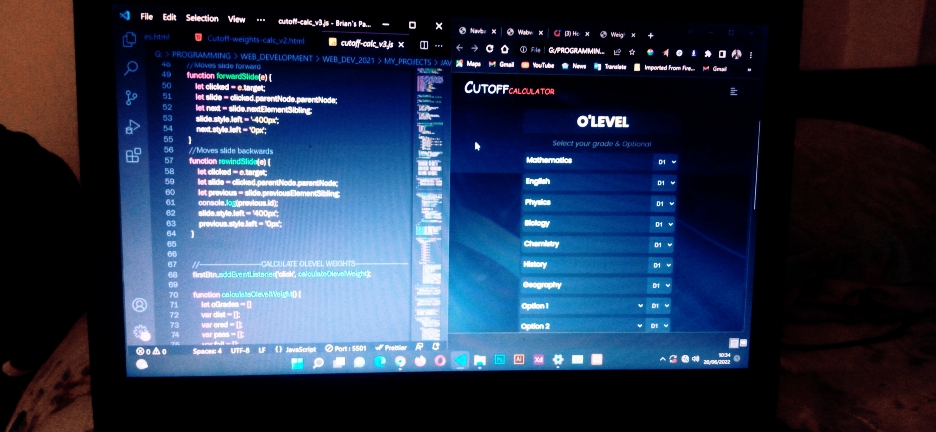 File Edit Selection View ··· cutoff-calc_v3.js - Brian's Pa...
es.html Cutoff-weights-calc_v2.html cutoff-calc_v3.js
G: > PROGRAMMING > WEB_DEVELOPMENT > WEB_DEV_2021 > MY_PROJECTS > JAV
48 //Moves slide forward
49 function forwardSlide(e) {
50 let clicked = e.target;
51 let slide = clicked.parentNode.parentNode;
52 let next = slide.nextElementSibling;
53 slide.style.left = '-400px';
54 next.style.left = '0px';
55 }
56 //Moves slide backwards
57 function rewindSlide(e) {
58 let clicked = e.target;
59 let slide = clicked.parentNode.parentNode;
60 let previous = slide.previousElementSibling;
61 console.log(previous.id);
62 slide.style.left = '400px';
63 previous.style.left = '0px';
64 }
65
66
67 //----------CALCULATE OLEVEL WEIGHTS----------
68 firstBtn.addEventListener('click', calculateOlevelWeight);
69
70 function calculateOlevelWeight() {
71 let oGrades = []
72 var dist = [];
73 var cred = [];
74 var pass = [];
0 0 Spaces: 4 UTF-8 LF {} JavaScript Port : 5501 Prettier
File G:/PROGRAMMIN...
Maps Gmail YouTube News Translate Imported From Fire... Gmail
CUTOFFCALCULATOR
O'LEVEL
Select your grade & Optional
Mathematics D1
English D1
Physics D1
Biology D1
Chemistry D1
History D1
Geography D1
Option 1 D1
Option 2 D1
10:34
20/05/2022